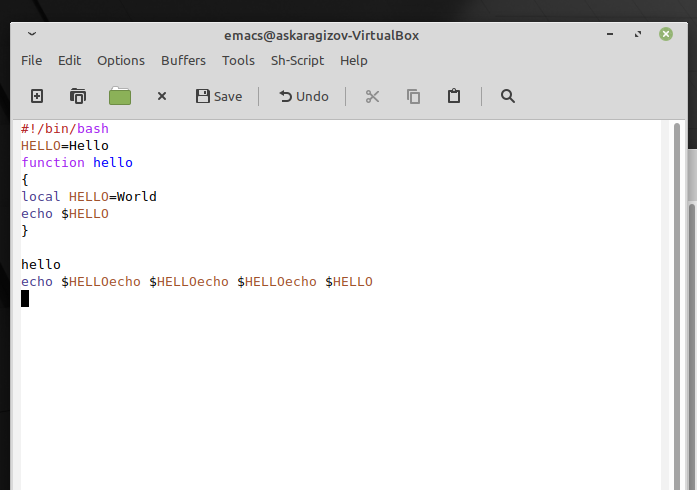 emacs@askaragizov-VirtualBox
File Edit Options Buffers Tools Sh-Script Help
Save Undo
#!/bin/bash
HELLO=Hello
function hello
{
local HELLO=World
echo $HELLO
}
hello
echo $HELLOecho $HELLOecho $HELLOecho $HELLO